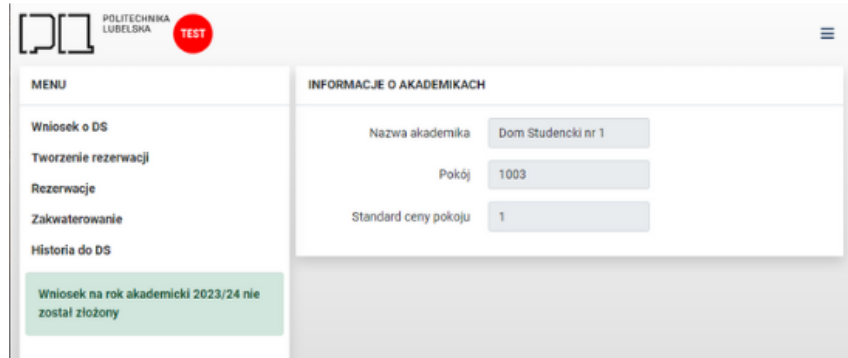 POLITECHNIKA
LUBELSKA
TEST
MENU
Wniosek o DS
Tworzenie rezerwacji
Rezerwacje
Zakwaterowanie
Historia do DS
Wniosek na rok akademicki 2023/24 nie
został złożony
INFORMACJE O AKADEMIKACH
Nazwa akademika Dom Studencki nr 1
Pokój 1003
Standard ceny pokoju 1